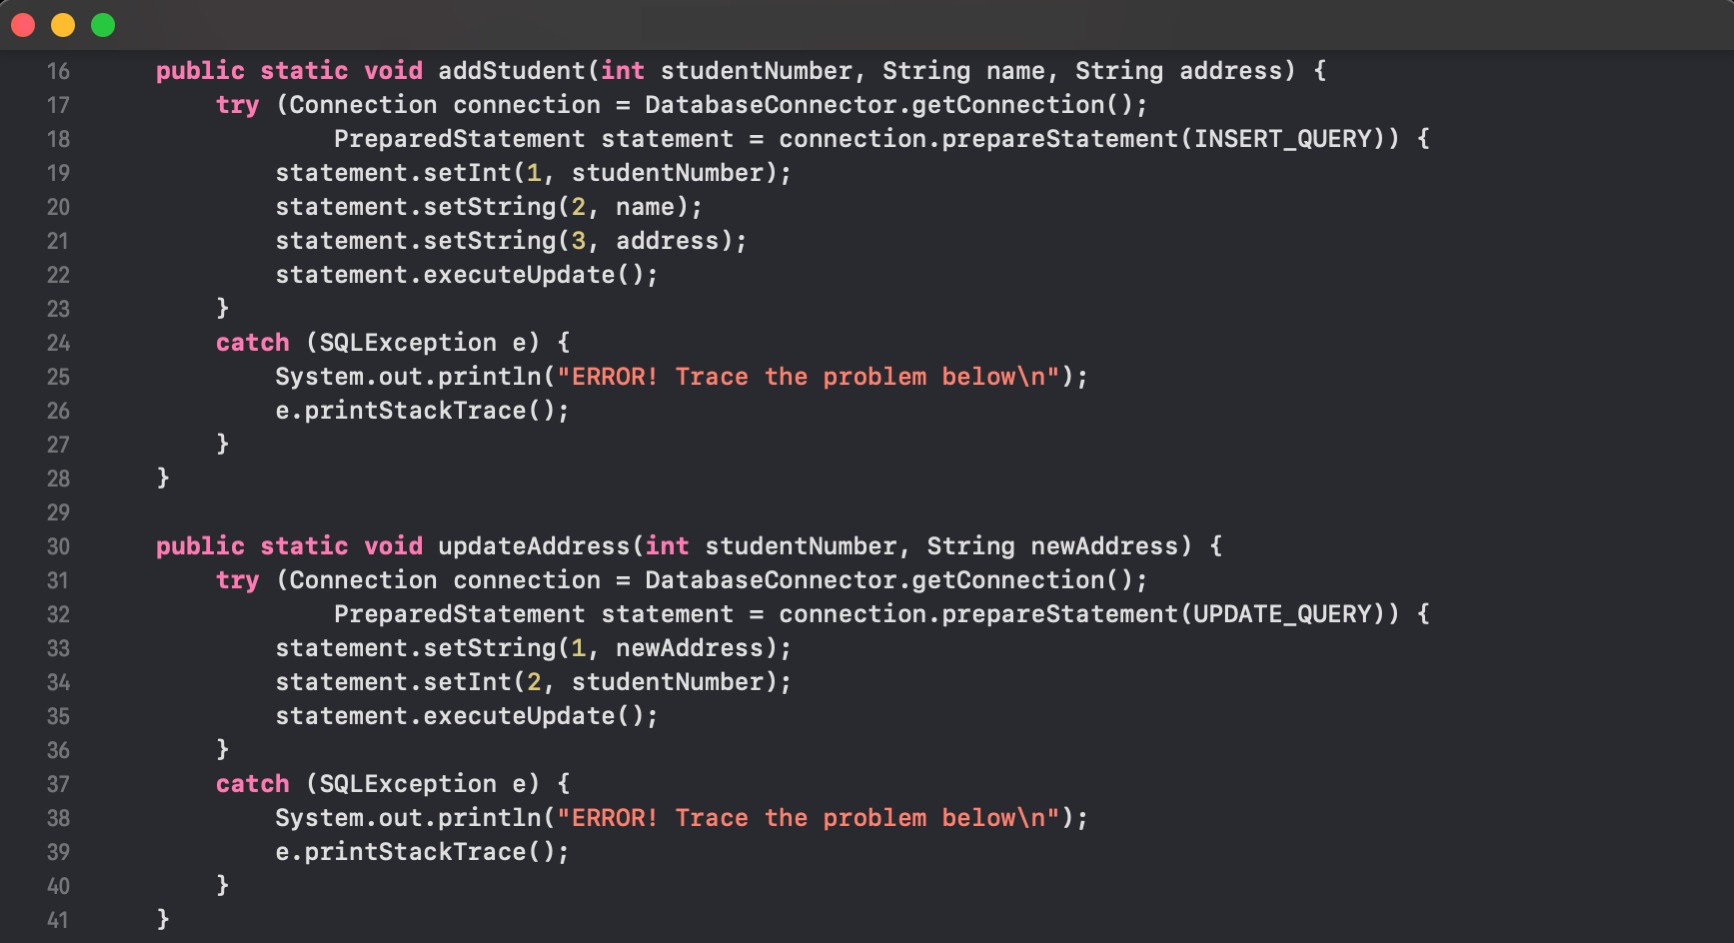 16 public static void addStudent(int studentNumber, String name, String address) {
17 try (Connection connection = DatabaseConnector.getConnection();
18 PreparedStatement statement = connection.prepareStatement(INSERT_QUERY)) {
19 statement.setInt(1, studentNumber);
20 statement.setString(2, name);
21 statement.setString(3, address);
22 statement.executeUpdate();
23 }
24 catch (SQLException e) {
25 System.out.println("ERROR! Trace the problem below\n");
26 e.printStackTrace();
27 }
28 }
29
30 public static void updateAddress(int studentNumber, String newAddress) {
31 try (Connection connection = DatabaseConnector.getConnection();
32 PreparedStatement statement = connection.prepareStatement(UPDATE_QUERY)) {
33 statement.setString(1, newAddress);
34 statement.setInt(2, studentNumber);
35 statement.executeUpdate();
36 }
37 catch (SQLException e) {
38 System.out.println("ERROR! Trace the problem below\n");
39 e.printStackTrace();
40 }
41 }